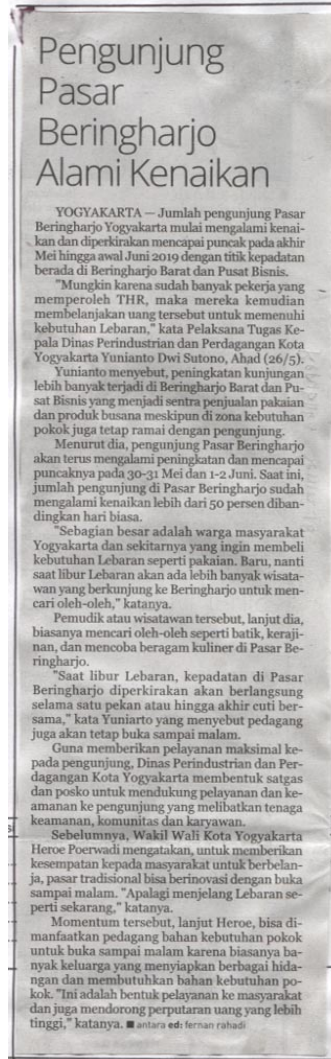 Pengunjung
Pasar
Beringharjo
Alami Kenaikan
YOGYAKARTA — Jumlah pengunjung Pasar
Beringharjo Yogyakarta mulai mengalami kenai-
kan dan diperkirakan mencapai puncak pada akhir
Mei hingga awal Juni 2019 dengan titik kepadatan
berada di Beringharjo Barat dan Pusat Bisnis.
"Mungkin karena sudah banyak pekerja yang
memperoleh THR, maka mereka kemudian
membelanjakan uang tersebut untuk memenuhi
kebutuhan Lebaran," kata Pelaksana Tugas Ke-
pala Dinas Perindustrian dan Perdagangan Kota
Yogyakarta Yunianto Dwi Sutono, Ahad (26/5).
Yunianto menyebut, peningkatan kunjungan
lebih banyak terjadi di Beringharjo Barat dan Pu-
sat Bisnis yang menjadi sentra penjualan pakaian
dan produk busana meskipun di zona kebutuhan
pokok juga tetap ramai dengan pengunjung.
Menurut dia, pengunjung Pasar Beringharjo
akan terus mengalami peningkatan dan mencapai
puncaknya pada 30-31 Mei dan 1-2 Juni. Saat ini,
jumlah pengunjung di Pasar Beringharjo sudah
mengalami kenaikan lebih dari 50 persen diban-
dingkan hari biasa.
"Sebagian besar adalah warga masyarakat
Yogyakarta dan sekitarnya yang ingin membeli
kebutuhan Lebaran seperti pakaian. Baru, nanti
saat libur Lebaran akan ada lebih banyak wisata-
wan yang berkunjung ke Beringharjo untuk men-
cari oleh-oleh," katanya.
Pemudik atau wisatawan tersebut, lanjut dia,
biasanya mencari oleh-oleh seperti batik, keraji-
nan, dan mencoba beragam kuliner di Pasar Be-
ringharjo.
"Saat libur Lebaran, kepadatan di Pasar
Beringharjo diperkirakan akan berlangsung
selama satu pekan atau hingga akhir cuti ber-
sama," kata Yuniarto yang menyebut pedagang
juga akan tetap buka sampai malam.
Guna memberikan pelayanan maksimal ke-
pada pengunjung, Dinas Perindustrian dan Per-
dagangan Kota Yogyakarta membentuk satgas
dan posko untuk mendukung pelayanan dan ke-
amanan ke pengunjung yang melibatkan tenaga
keamanan, komunitas dan karyawan.
Sebelumnya, Wakil Wali Kota Yogyakarta
Heroe Poerwadi mengatakan, untuk memberikan
kesempatan kepada masyarakat untuk berbelan-
ja, pasar tradisional bisa berinovasi dengan buka
sampai malam. "Apalagi menjelang Lebaran se-
perti sekarang," katanya.
Momentum tersebut, lanjut Heroe, bisa di-
manfaatkan pedagang bahan kebutuhan pokok
untuk buka sampai malam karena biasanya ba-
nyak keluarga yang menyiapkan berbagai hida-
ngan dan membutuhkan bahan kebutuhan po-
kok. "Ini adalah bentuk pelayanan ke masyarakat
dan juga mendorong perputaran uang yang lebih
tinggi," katanya. ■ antara ed: fernan rahadi